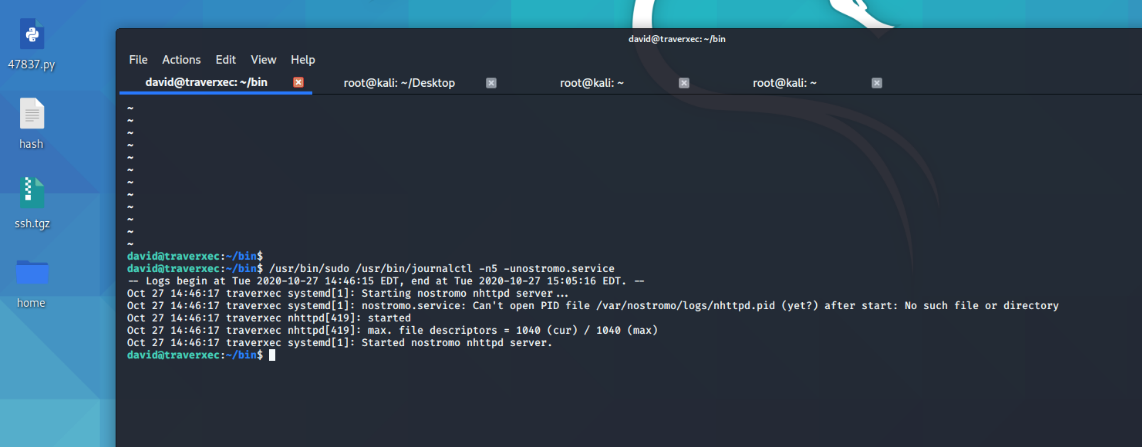 david@traverxec: ~/bin
File Actions Edit View Help
david@traverxec: ~/bin root@kali: ~/Desktop root@kali: ~ root@kali: ~
47837.py
hash
ssh.tgz
home
~
~
~
~
~
~
~
~
~
~
~
~
david@traverxec:~/bin$
david@traverxec:~/bin$ /usr/bin/sudo /usr/bin/journalctl -n5 -unostromo.service
-- Logs begin at Tue 2020-10-27 14:46:15 EDT, end at Tue 2020-10-27 15:05:16 EDT. --
Oct 27 14:46:17 traverxec systemd[1]: Starting nostromo nhttpd server...
Oct 27 14:46:17 traverxec systemd[1]: nostromo.service: Can't open PID file /var/nostromo/logs/nhttpd.pid (yet?) after start: No such file or directory
Oct 27 14:46:17 traverxec nhttpd[419]: started
Oct 27 14:46:17 traverxec nhttpd[419]: max. file descriptors = 1040 (cur) / 1040 (max)
Oct 27 14:46:17 traverxec systemd[1]: Started nostromo nhttpd server.
david@traverxec:~/bin$